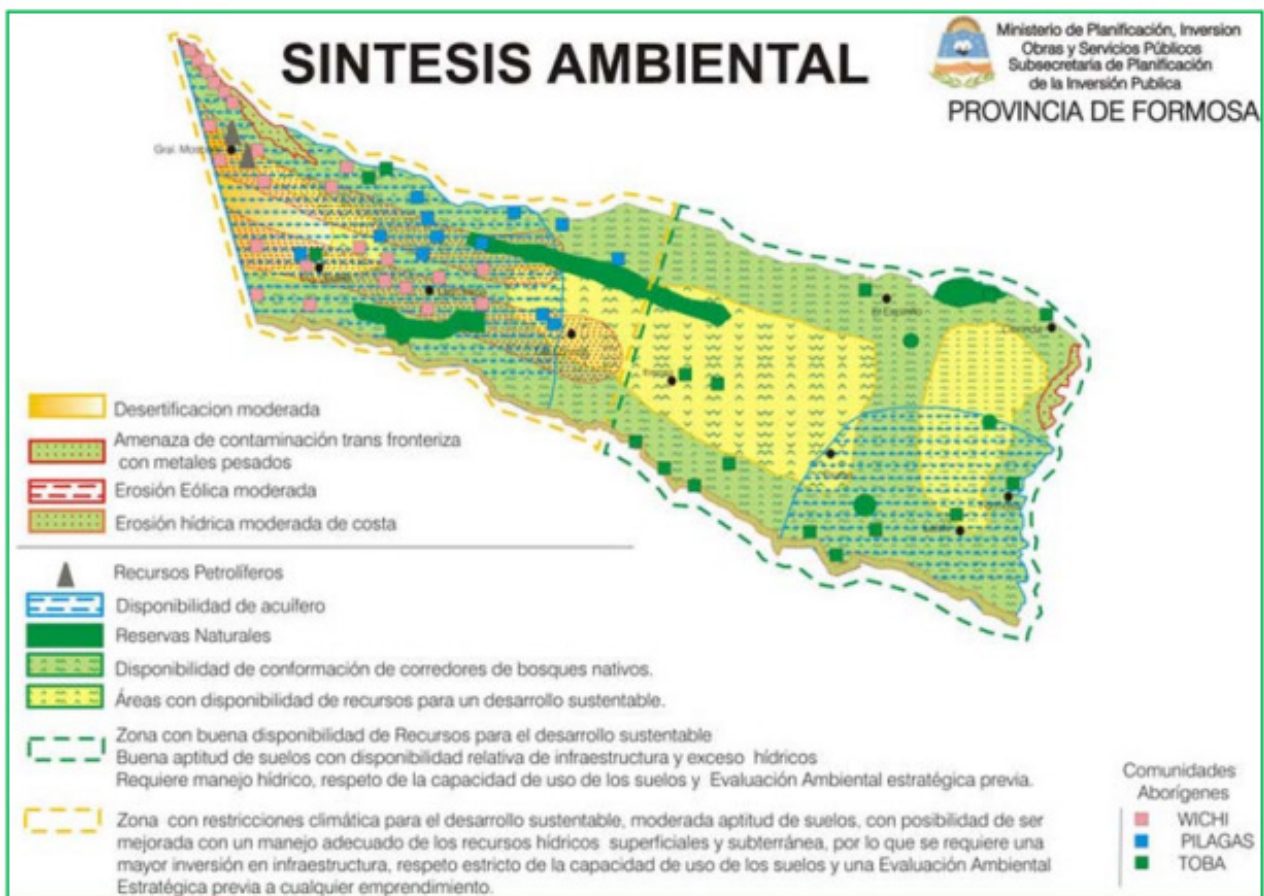 SINTESIS AMBIENTAL
Ministerio de Planificación, Inversion
Obras y Servicios Públicos
Subsecretaria de Planificación
de la Inversión Publica
PROVINCIA DE FORMOSA
Gral. Mosconi
El Espinillo
Clorinda
Desertificacion moderada
Amenaza de contaminación trans fronteriza
con metales pesados
Erosión Eólica moderada
Erosión hídrica moderada de costa
Recursos Petrolíferos
Disponibilidad de acuífero
Reservas Naturales
Disponibilidad de conformación de corredores de bosques nativos.
Áreas con disponibilidad de recursos para un desarrollo sustentable.
Zona con buena disponibilidad de Recursos para el desarrollo sustentable
Buena aptitud de suelos con disponibilidad relativa de infraestructura y exceso hídricos
Requiere manejo hídrico, respeto de la capacidad de uso de los suelos y Evaluación Ambiental estratégica previa.
Zona con restricciones climática para el desarrollo sustentable, moderada aptitud de suelos, con posibilidad de ser
mejorada con un manejo adecuado de los recursos hídricos superficiales y subterránea, por lo que se requiere una
mayor inversión en infraestructura, respeto estricto de la capacidad de uso de los suelos y una Evaluación Ambiental
Estratégica previa a cualquier emprendimiento.
Comunidades
Aborígenes
WICHI
PILAGAS
TOBA